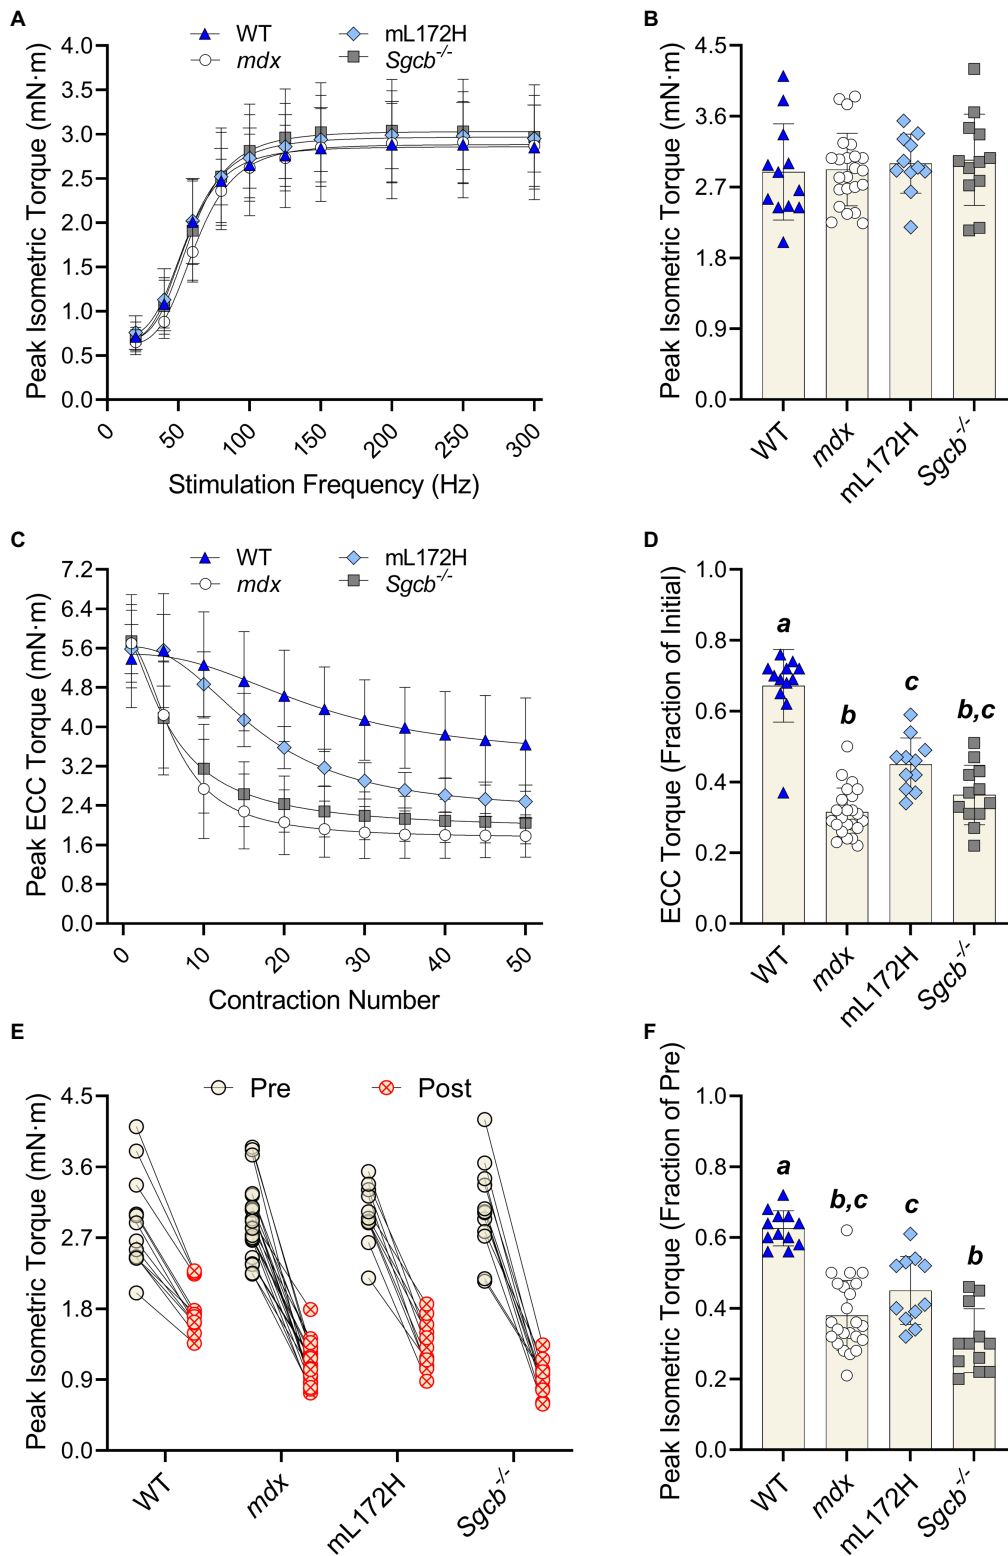 A
WT
mL172H
mdx
Sgcb-/-
Peak Isometric Torque (mN·m)
4.0
3.5
3.0
2.5
2.0
1.5
1.0
0.5
0.0
0
50
100
150
200
250
300
Stimulation Frequency (Hz)
B
Peak Isometric Torque (mN·m)
4.5
3.6
2.7
1.8
0.9
0.0
WT
mdx
mL172H
Sgcb-/-
C
WT
mL172H
mdx
Sgcb-/-
Peak ECC Torque (mN·m)
7.2
6.4
5.6
4.8
4.0
3.2
2.4
1.6
0.8
0.0
0
10
20
30
40
50
Contraction Number
D
ECC Torque (Fraction of Initial)
1.0
0.8
0.6
0.4
0.2
0.0
a
b
c
b,c
WT
mdx
mL172H
Sgcb-/-
E
Pre
Post
Peak Isometric Torque (mN·m)
4.5
3.6
2.7
1.8
0.9
0.0
WT
mdx
mL172H
Sgcb-/-
F
Peak Isometric Torque (Fraction of Pre)
1.0
0.8
0.6
0.4
0.2
0.0
a
b,c
c
b
WT
mdx
mL172H
Sgcb-/-